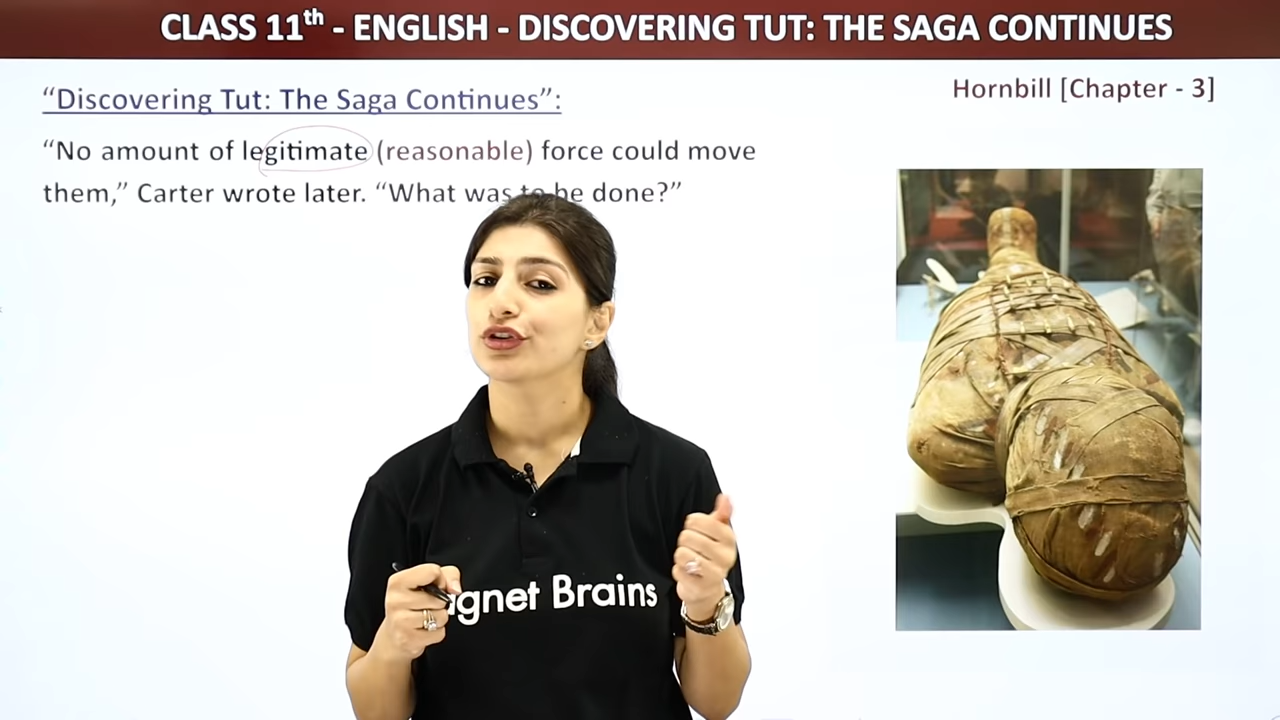 CLASS 11th - ENGLISH - DISCOVERING TUT: THE SAGA CONTINUES
“Discovering Tut: The Saga Continues”:
Hornbill [Chapter - 3]
“No amount of legitimate (reasonable) force could move
them,” Carter wrote later. “What was to be done?”
gnet Brains